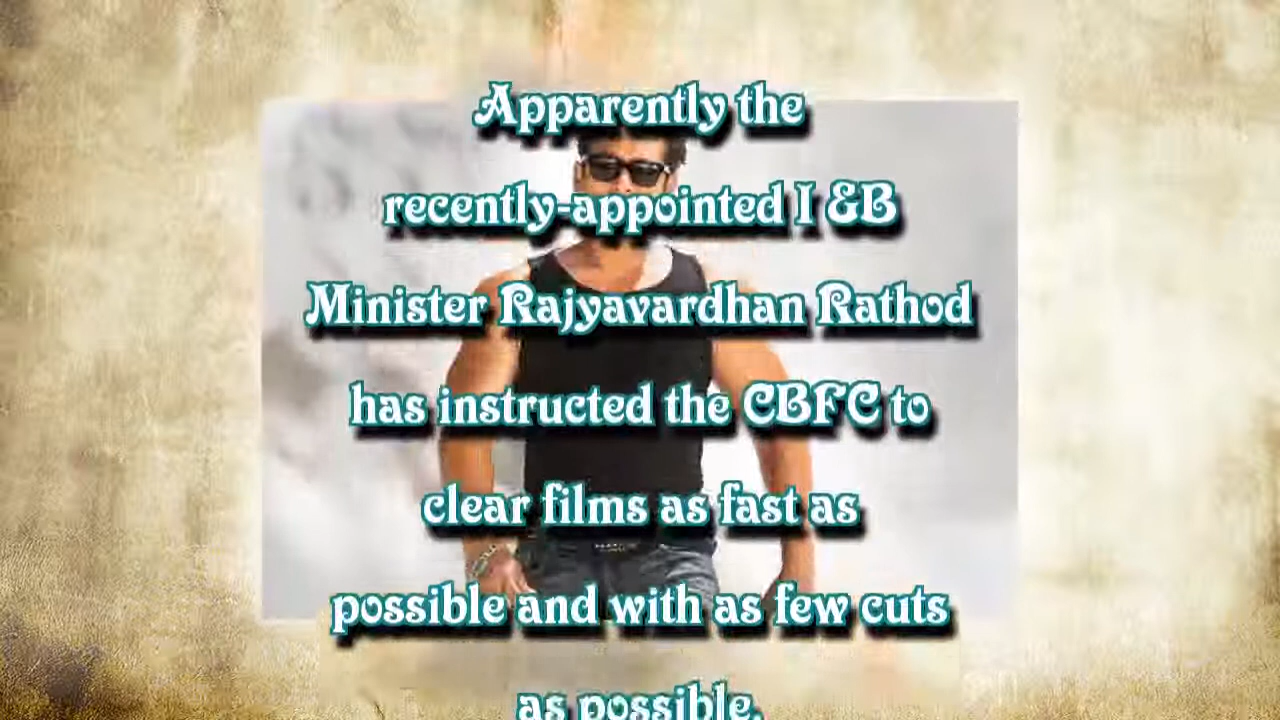 Apparently the
recently-appointed I &B
Minister Rajyavardhan Rathod
has instructed the CBFC to
clear films as fast as
possible and with as few cuts
as possible.